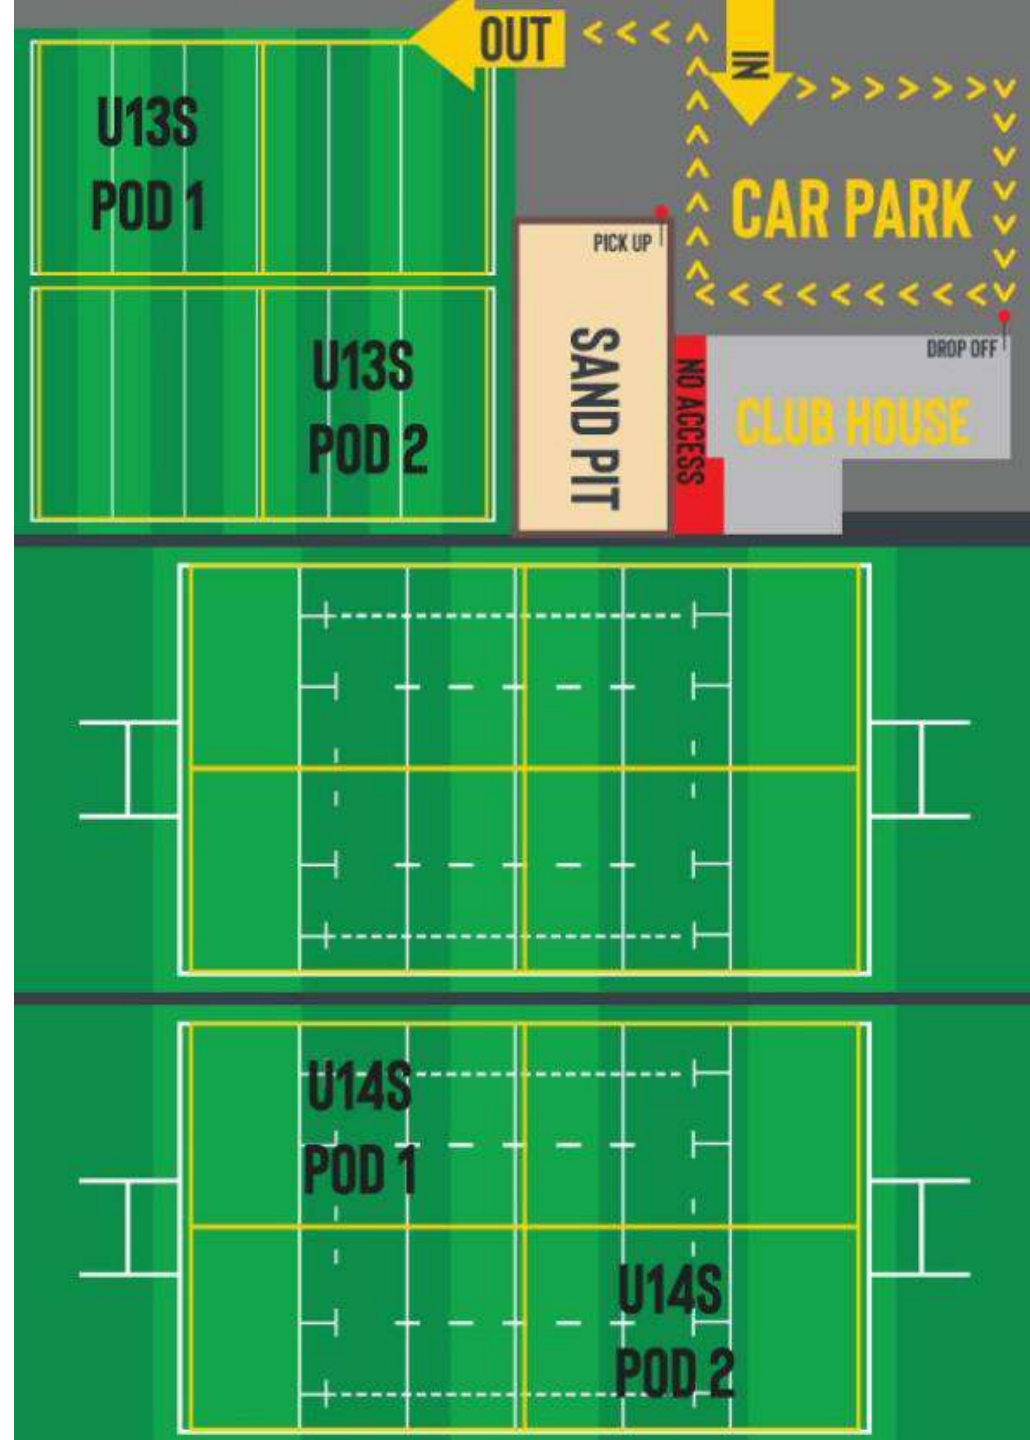 OUT
IN
U13S
POD 1
CAR PARK
PICK UP
SAND PIT
NO ACCESS
DROP OFF
CLUB HOUSE
U13S
POD 2
U14S
POD 1
U14S
POD 2